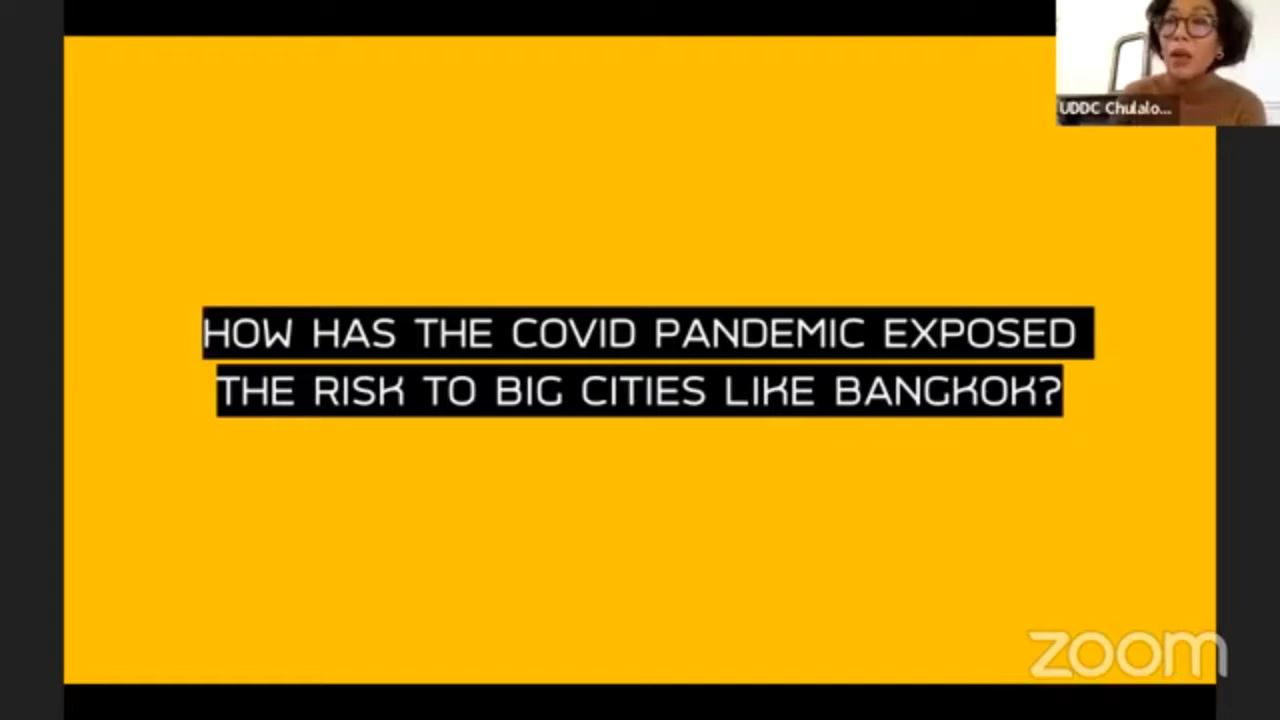 UDDC Chulalo...
HOW HAS THE COVID PANDEMIC EXPOSED
THE RISK TO BIG CITIES LIKE BANGKOK?
zoom